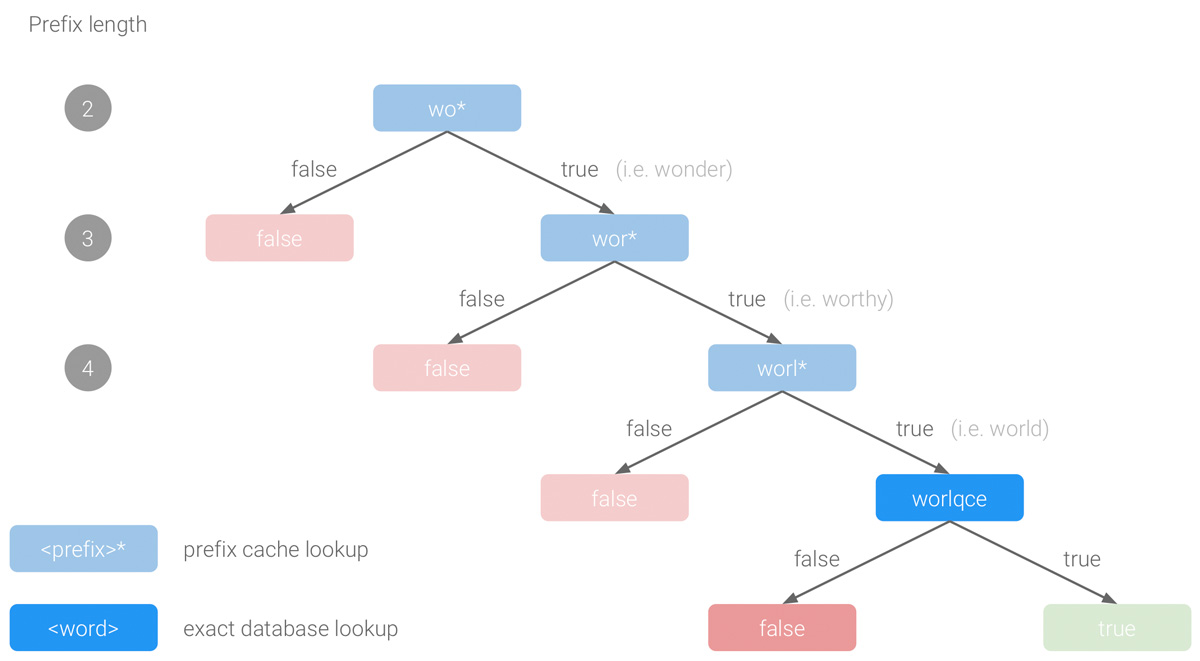 Prefix length
2
wo*
false
true (i.e. wonder)
3
false
wor*
false
true (i.e. worthy)
4
false
worl*
false
true (i.e. world)
false
worlqce
<prefix>*
prefix cache lookup
false
true
<word>
exact database lookup
false
true